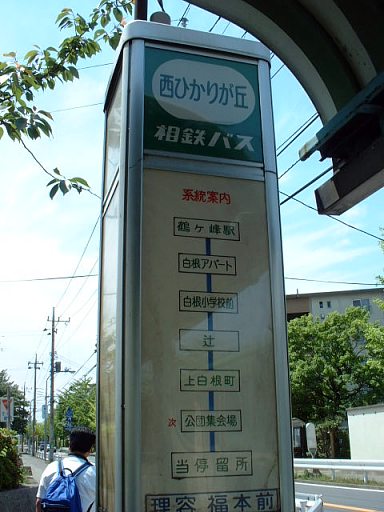 西ひかりが丘
相鉄バス
系統案内
鶴ヶ峰駅
白根アパート
白根小学校前
辻
上白根町
次 公団集会場
当停留所
理容 福本前